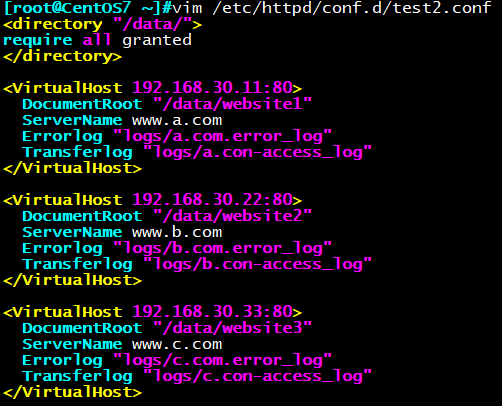 [root@CentOS7 ~]#vim /etc/httpd/conf.d/test2.conf
<directory "/data/">
require all granted
</directory>
<VirtualHost 192.168.30.11:80>
DocumentRoot "/data/website1"
ServerName www.a.com
Errorlog "logs/a.com.error_log"
Transferlog "logs/a.con-access_log"
</VirtualHost>
<VirtualHost 192.168.30.22:80>
DocumentRoot "/data/website2"
ServerName www.b.com
Errorlog "logs/b.com.error_log"
Transferlog "logs/b.con-access_log"
</VirtualHost>
<VirtualHost 192.168.30.33:80>
DocumentRoot "/data/website3"
ServerName www.c.com
Errorlog "logs/c.com.error_log"
Transferlog "logs/c.con-access_log"
</VirtualHost>